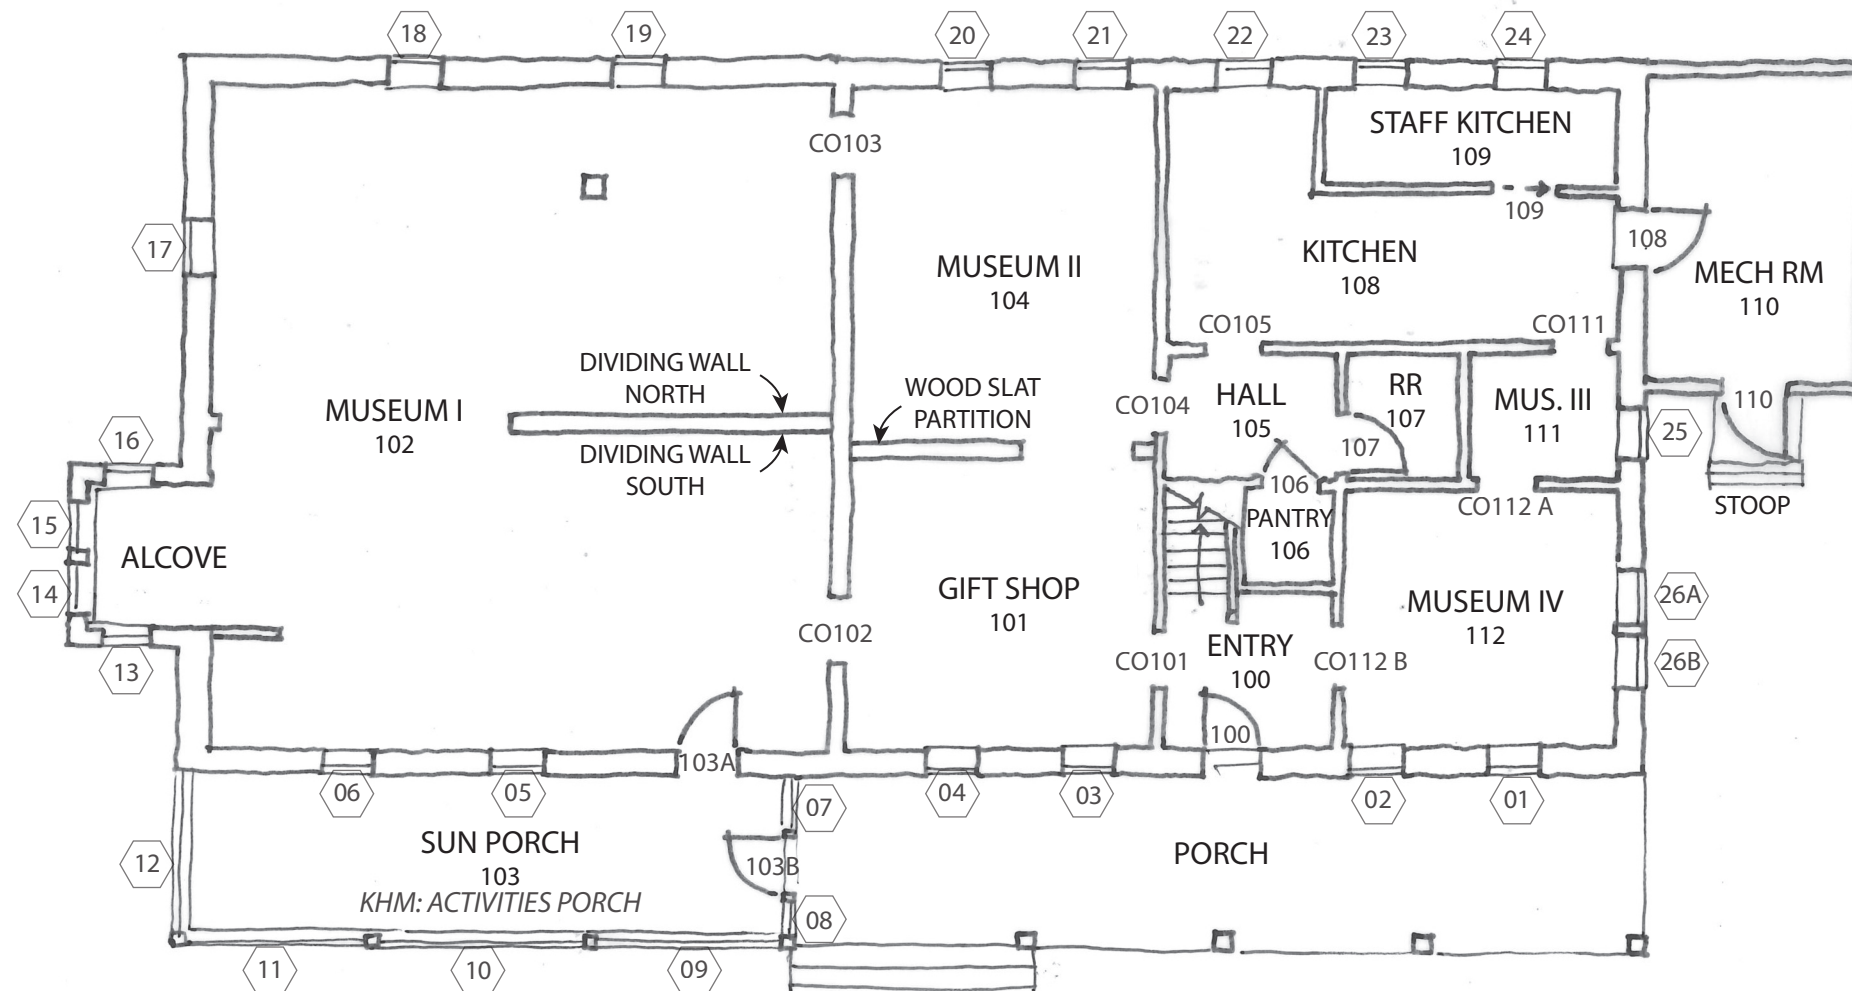 18
19
20
21
22
23
24
STAFF KITCHEN
109
CO103
109
17
108
KITCHEN
108
MUSEUM II
104
MECH RM
110
CO105
CO111
DIVIDING WALL
NORTH
WOOD SLAT
PARTITION
HALL
105
RR
107
MUS. III
111
110
CO104
MUSEUM I
102
25
16
107
DIVIDING WALL
SOUTH
106
CO112 A
STOOP
15
PANTRY
106
ALCOVE
14
GIFT SHOP
101
MUSEUM IV
112
26A
CO102
ENTRY
100
CO101
CO112 B
26B
13
100
103A
06
05
04
03
02
01
07
SUN PORCH
103
KHM: ACTIVITIES PORCH
103B
PORCH
12
08
11
10
09